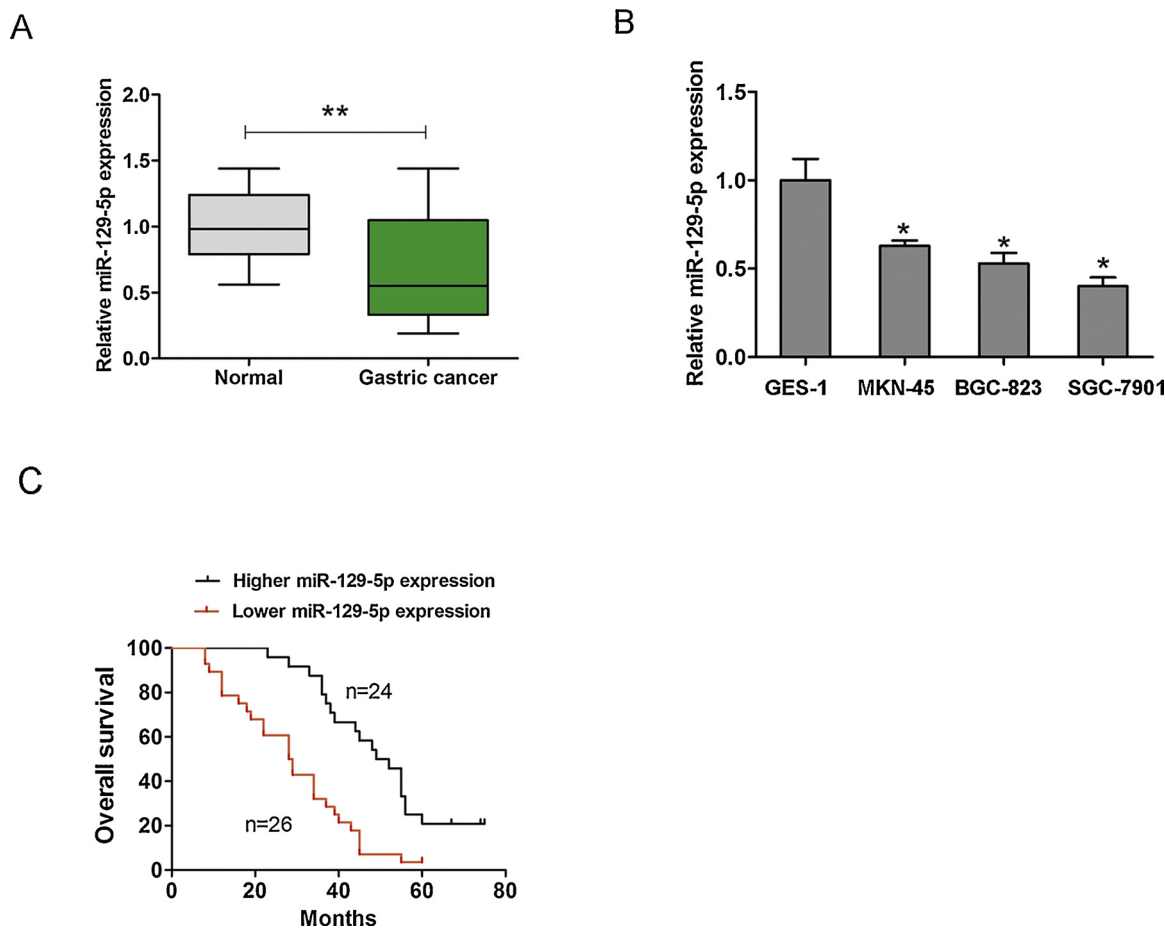 A
Relative miR-129-5p expression
2.0
1.5
1.0
0.5
0.0
**
Normal
Gastric cancer
B
Relative miR-129-5p expression
1.5
1.0
0.5
0.0
*
*
*
GES-1
MKN-45
BGC-823
SGC-7901
C
Higher miR-129-5p expression
Lower miR-129-5p expression
Overall survival
100
80
60
40
20
0
n=24
n=26
0
20
40
60
80
Months